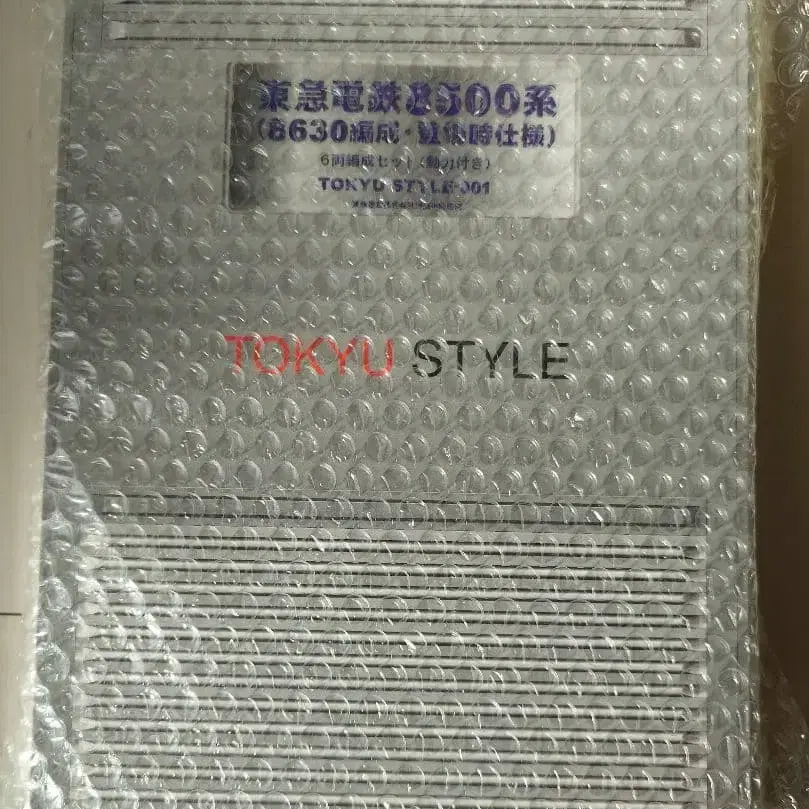 東急電鉄8500系
(8630編成・登場時仕様)
6両編成セット(動力付き)
TOKYU STYLE-001
TOKYU STYLE